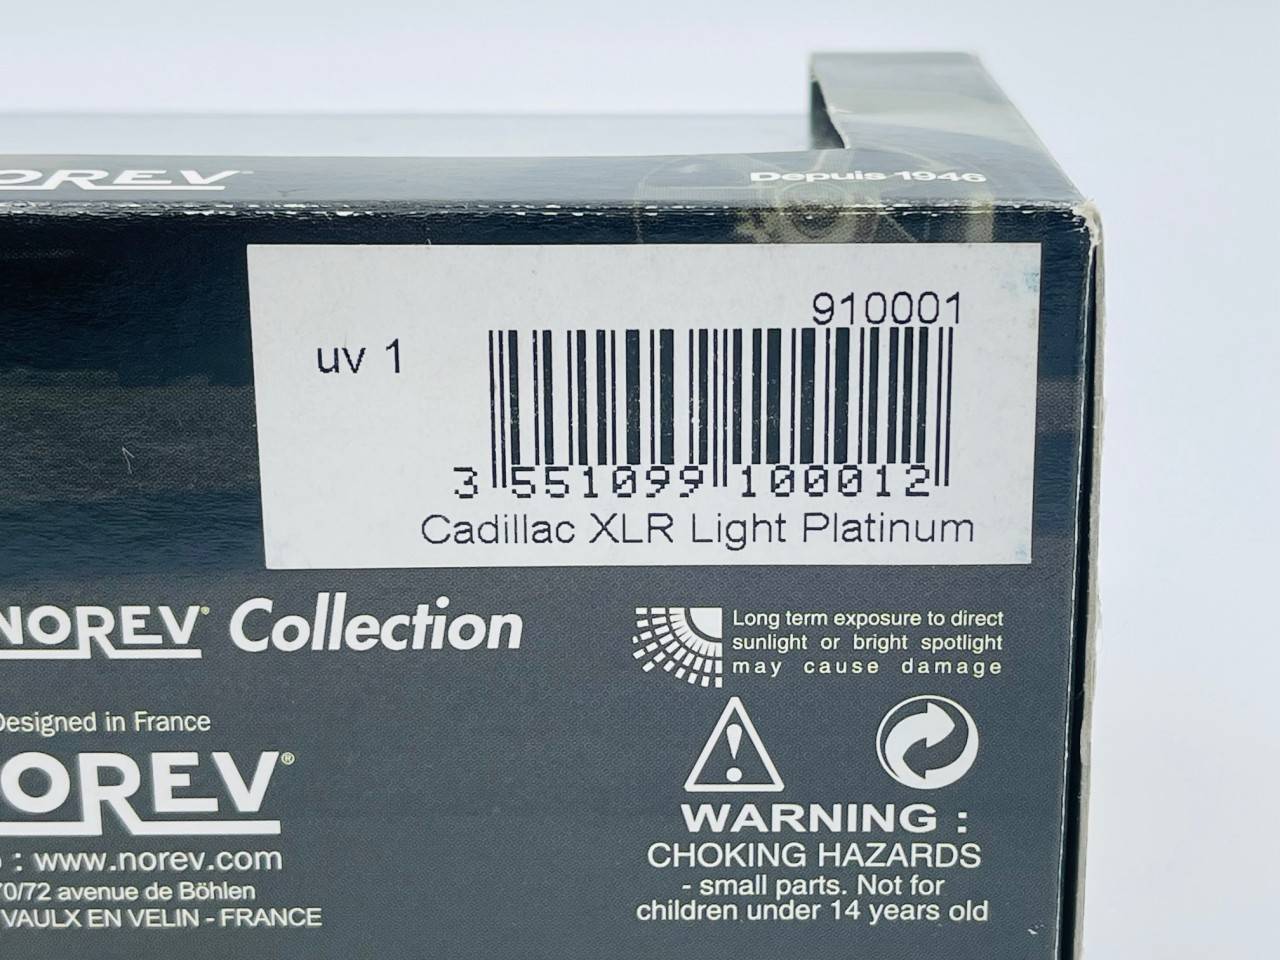 NOREV
Depuis 1946
910001
uv 1
3 551099 100012
Cadillac XLR Light Platinum
NOREV® Collection
Long term exposure to direct
sunlight or bright spotlight
may cause damage
Designed in France
NOREV®
: www.norev.com
70/72 avenue de Böhlen
VAULX EN VELIN - FRANCE
WARNING :
CHOKING HAZARDS
- small parts. Not for
children under 14 years old